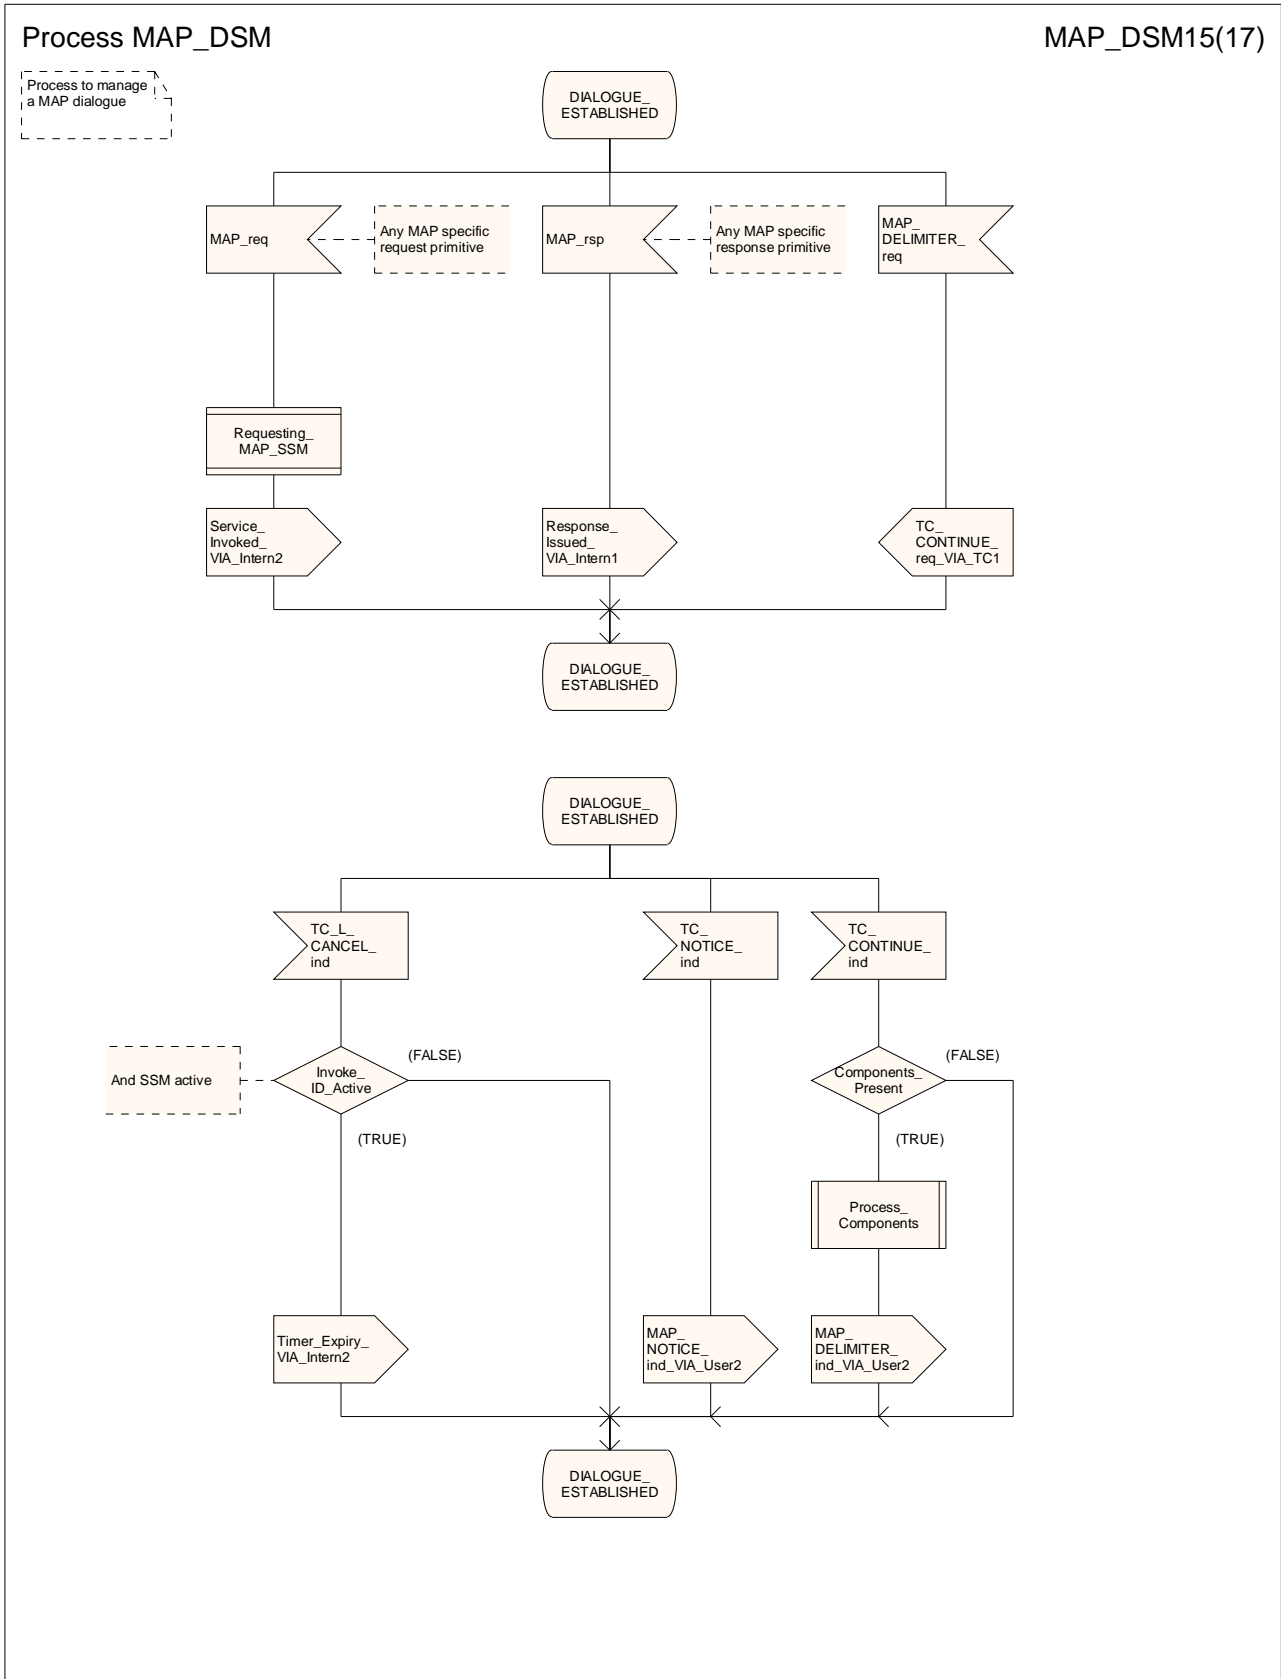 Process MAP_DSM
MAP_DSM15(17)
Process to manage
a MAP dialogue
DIALOGUE_
ESTABLISHED
MAP_req
Any MAP specific
request primitive
MAP_rsp
Any MAP specific
response primitive
MAP_
DELIMITER_
req
Requesting_
MAP_SSM
Service_
Invoked_
VIA_Intern2
Response_
Issued_
VIA_Intern1
TC_
CONTINUE_
req_VIA_TC1
DIALOGUE_
ESTABLISHED
DIALOGUE_
ESTABLISHED
TC_L_
CANCEL_
ind
TC_
NOTICE_
ind
TC_
CONTINUE_
ind
And SSM active
Invoke_
ID_Active
(FALSE)
(TRUE)
Components_
Present
(FALSE)
(TRUE)
Process_
Components
Timer_Expiry_
VIA_Intern2
MAP_
NOTICE_
ind_VIA_User2
MAP_
DELIMITER_
ind_VIA_User2
DIALOGUE_
ESTABLISHED